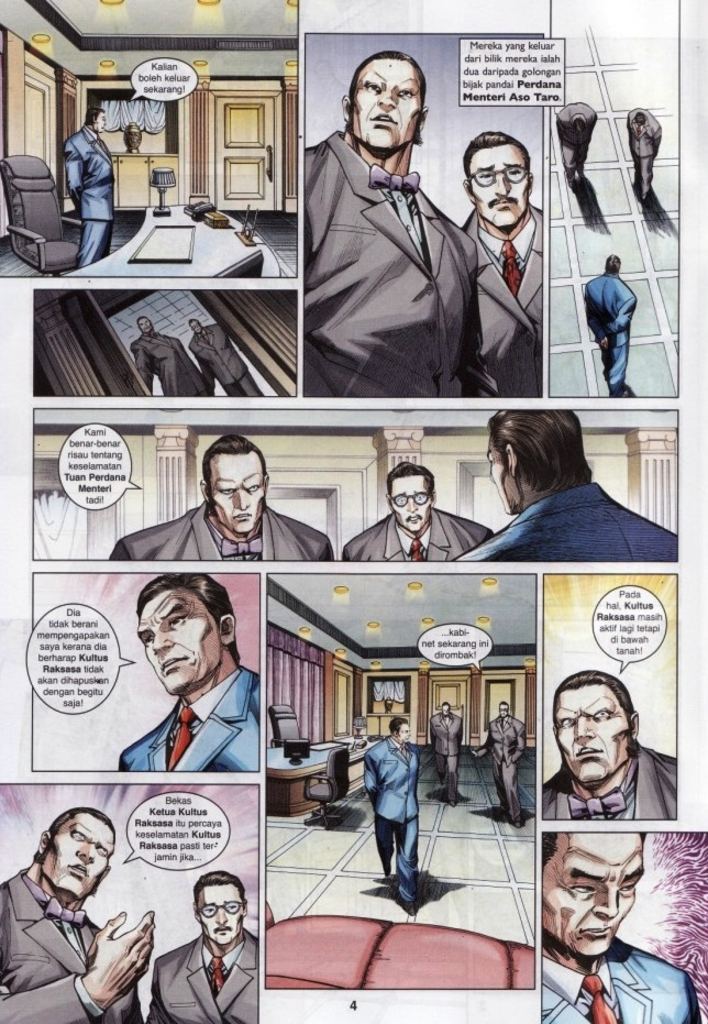 Kalian
boleh keluar
sekarang!
Mereka yang keluar
dari bilik mereka ialah
dua daripada golongan
bijak pandai Perdana
Menteri Aso Taro.
Kami
benar-benar
risau tentang
keselamatan
Tuan Perdana
Menteri
tadi!
Dia
tidak berani
mempengapakan
saya kerana dia
berharap Kultus
Raksasa tidak
akan dihapuskan
dengan begitu
saja!
...kabi-
net sekarang ini
dirombak!
Pada
hal, Kultus
Raksasa masih
aktif lagi tetapi
di bawah
tanah!
Bekas
Ketua Kultus
Raksasa itu percaya
keselamatan Kultus
Raksasa pasti ter-
jamin jika...
4